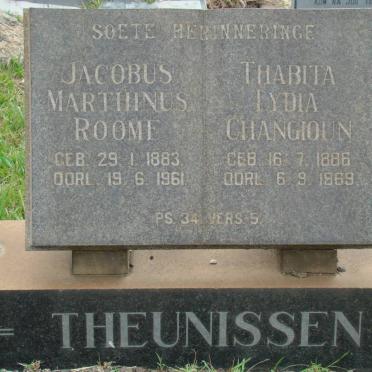 SOETE HERINNERINGE
JACOBUS
MARTHINUS
ROOME
GEB. 29.1.1883
OORL. 19.6.1961
THABITA
LYDIA
CHANGIOUN
GEB. 16.7.1886
OORL. 6.9.1969
PS. 34 VERS 5
= THEUNISSEN